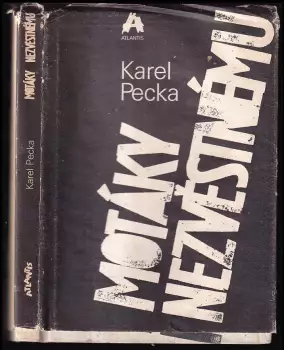 ATLANTIS
Karel
Pecka
MOTÁKY
NEZVĚSTNÉMU
MOTÁKY NEZVĚSTNÉMU
Karel Pecka
ATLANTIS